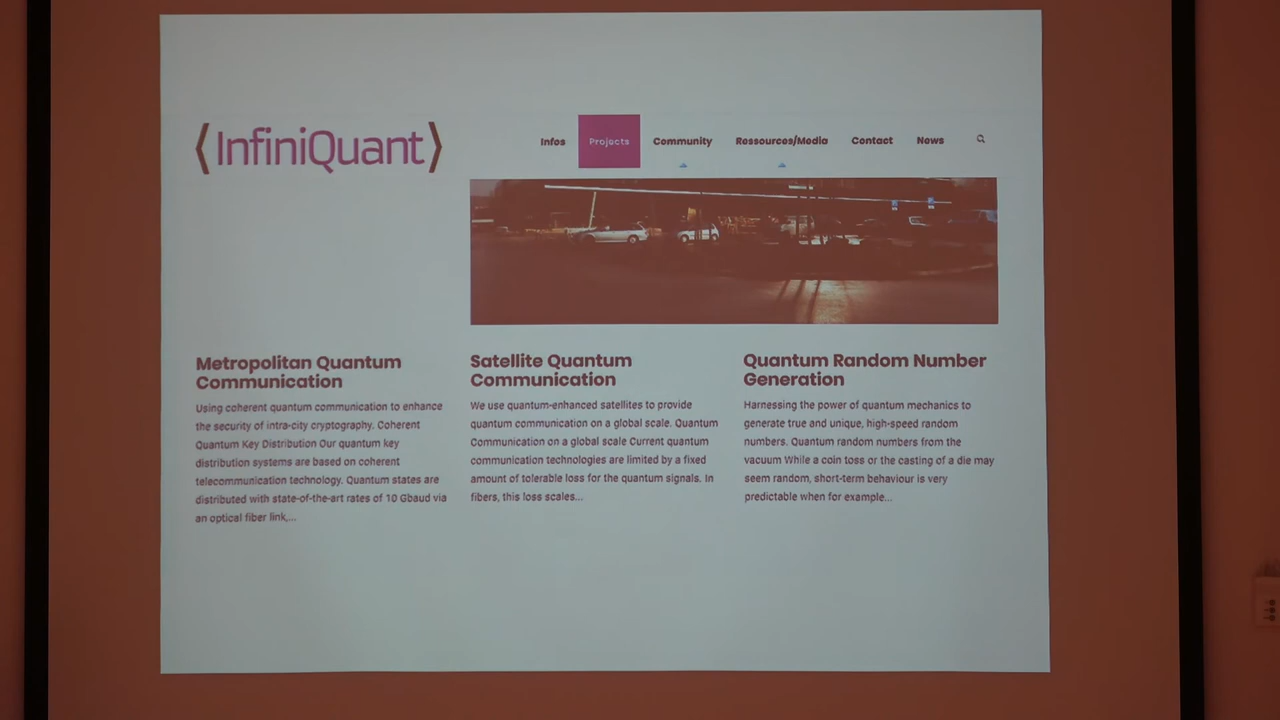 ⟨InfiniQuant⟩
Infos Projects Community Ressources/Media Contact News
Metropolitan Quantum
Communication
Using coherent quantum communication to enhance
the security of intra-city cryptography. Coherent
Quantum Key Distribution Our quantum key
distribution systems are based on coherent
telecommunication technology. Quantum states are
distributed with state-of-the-art rates of 10 Gbaud via
an optical fiber link,...
Satellite Quantum
Communication
We use quantum-enhanced satellites to provide
quantum communication on a global scale. Quantum
Communication on a global scale Current quantum
communication technologies are limited by a fixed
amount of tolerable loss for the quantum signals. In
fibers, this loss scales...
Quantum Random Number
Generation
Harnessing the power of quantum mechanics to
generate true and unique, high-speed random
numbers. Quantum random numbers from the
vacuum While a coin toss or the casting of a die may
seem random, short-term behaviour is very
predictable when for example...